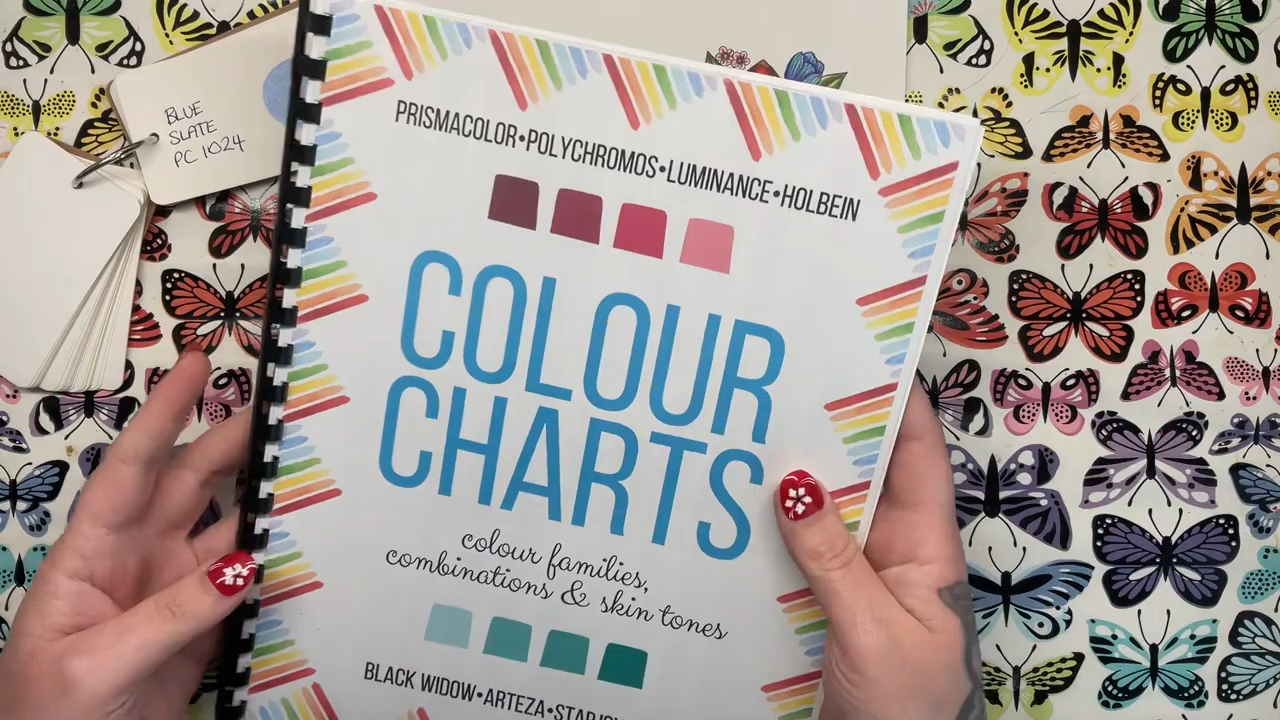 BLUE
SLATE
PC 1024
PRISMACOLOR•POLYCHROMOS•LUMINANCE•HOLBEIN
COLOUR
CHARTS
colour families,
combinations & skin tones
BLACK WIDOW•ARTEZA•